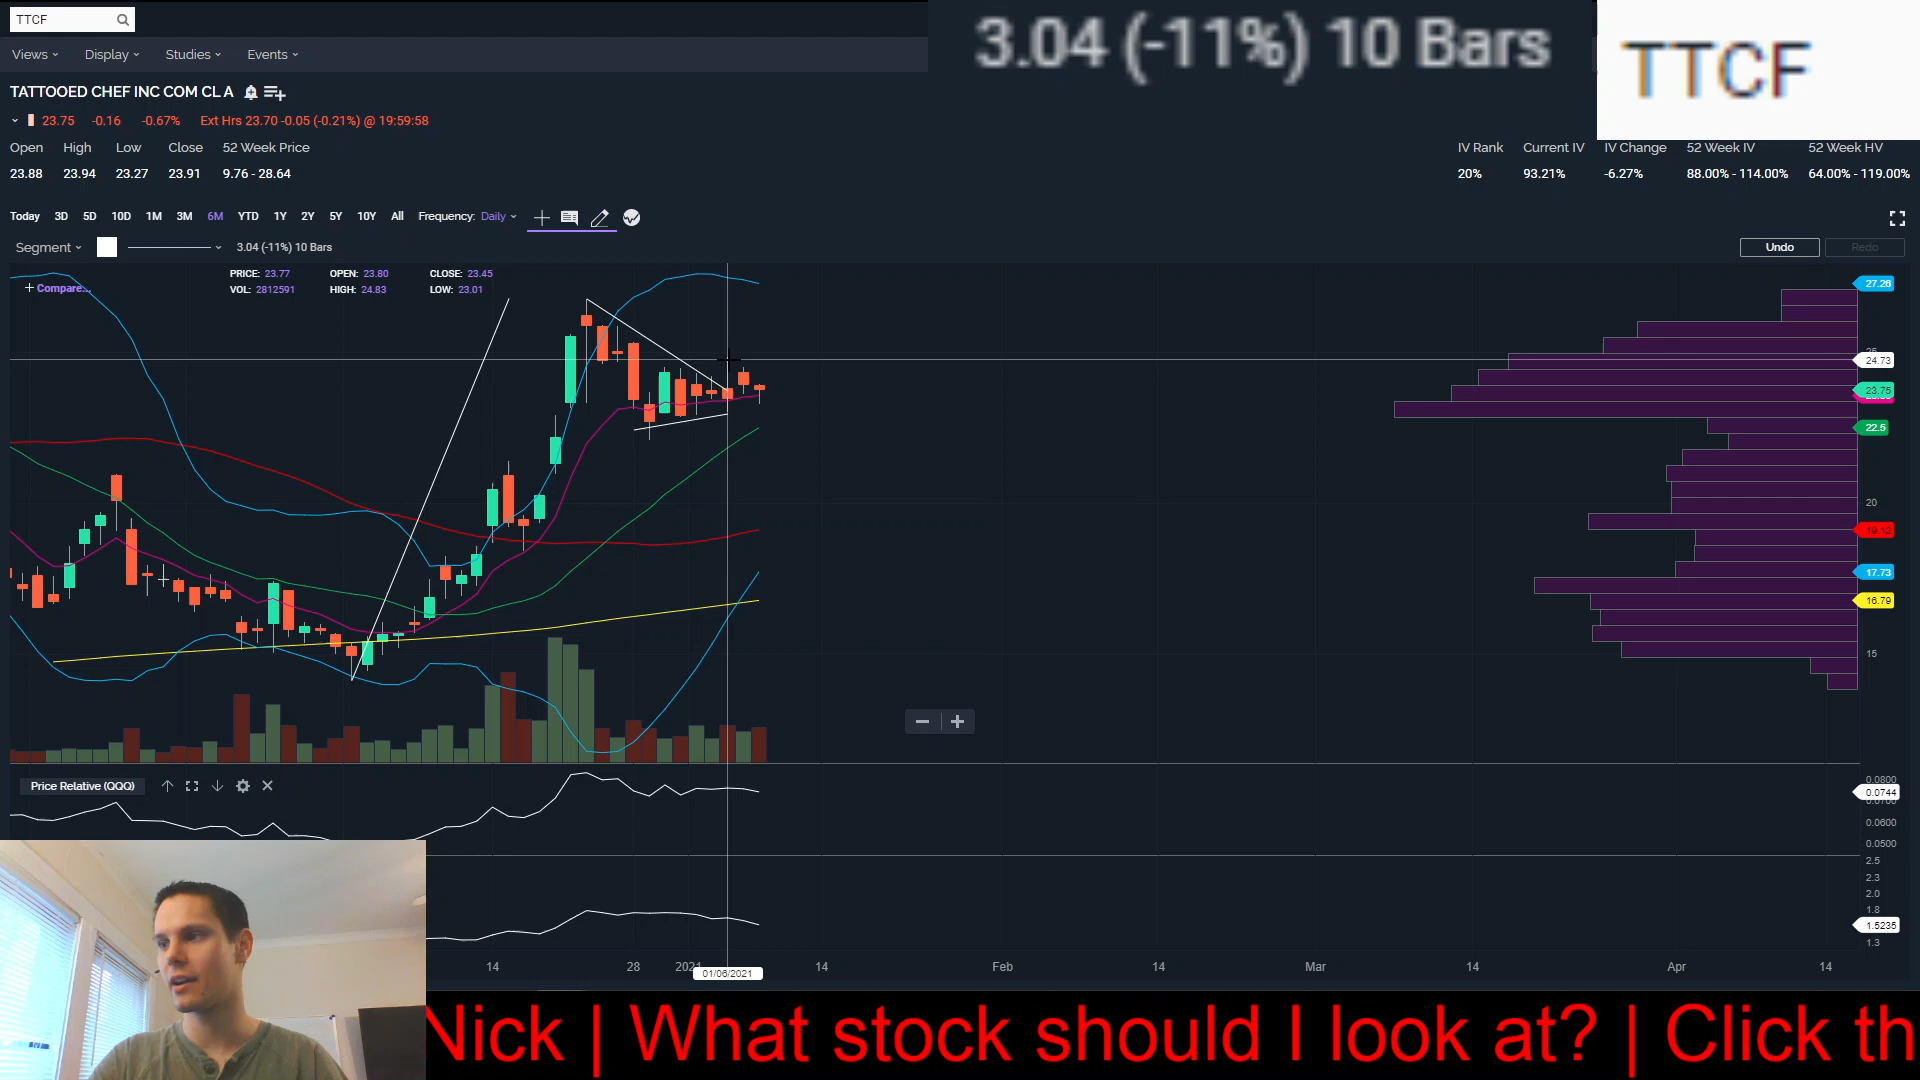 TTCF
3.04 (-11%) 10 Bars
TTCF
Views Display Studies Events
TATTOOED CHEF INC COM CL A
23.75 -0.16 -0.67% Ext Hrs 23.70 -0.05 (-0.21%) @ 19:59:58
Open High Low Close 52 Week Price
IV Rank Current IV IV Change 52 Week IV 52 Week HV
23.88 23.94 23.27 23.91 9.76 - 28.64
20% 93.21% -6.27% 88.00% - 114.00% 64.00% - 119.00%
Today 3D 5D 10D 1M 3M 6M YTD 1Y 2Y 5Y 10Y All Frequency: Daily
Segment 3.04 (-11%) 10 Bars
Undo Redo
Compare...
PRICE: 23.77 OPEN: 23.80 CLOSE: 23.45
VOL: 2812591 HIGH: 24.83 LOW: 23.01
27.26
24.73
23.75
22.5
20
19.12
17.73
16.79
15
Price Relative (QQQ)
0.0800
0.0744
0.0600
0.0500
2.5
2.3
2.0
1.8
1.5235
1.3
14 28 2021 14 Feb 14 Mar 14 Apr 14
01/06/2021
Nick | What stock should I look at? | Click th